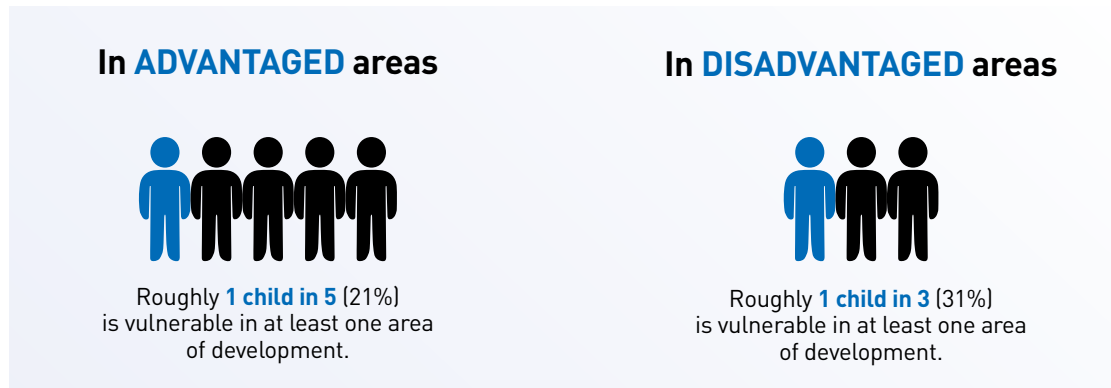 In ADVANTAGED areas
Roughly 1 child in 5 (21%)
is vulnerable in at least one area
of development.
In DISADVANTAGED areas
Roughly 1 child in 3 (31%)
is vulnerable in at least one area
of development.